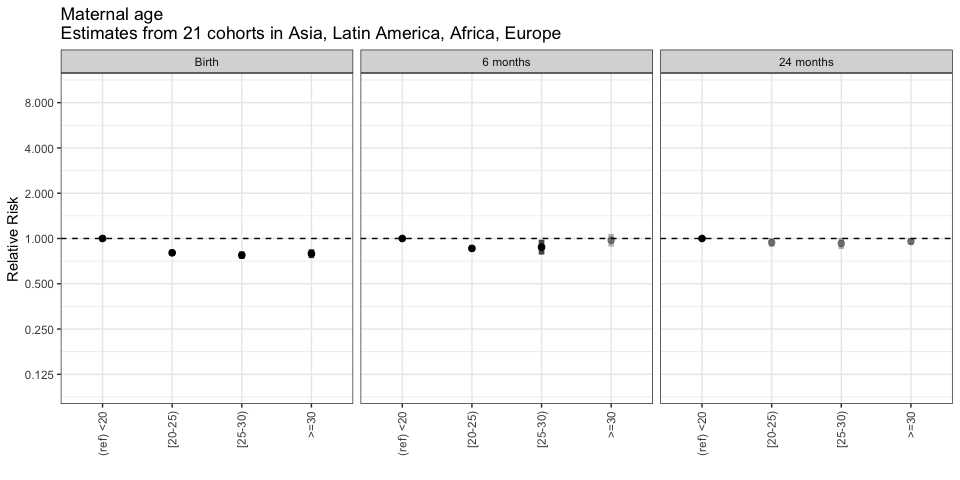 Maternal age
Estimates from 21 cohorts in Asia, Latin America, Africa, Europe
Birth
6 months
24 months
Relative Risk
8.000
4.000
2.000
1.000
0.500
0.250
0.125
(ref) <20
[20-25)
[25-30)
>=30
(ref) <20
[20-25)
[25-30)
>=30
(ref) <20
[20-25)
[25-30)
>=30